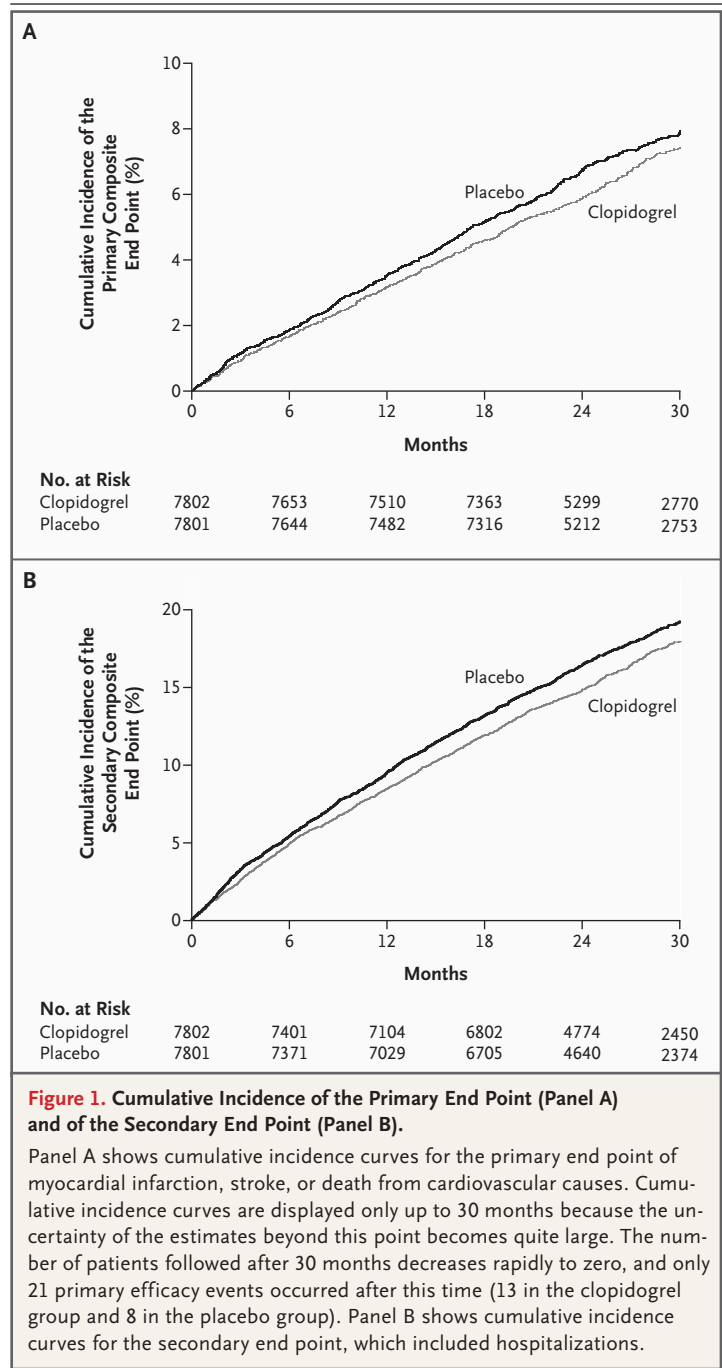 A
Cumulative Incidence of the
Primary Composite
End Point (%)
10
8
6
4
2
0
Placebo
Clopidogrel
0 6 12 18 24 30
Months
No. at Risk
Clopidogrel 7802 7653 7510 7363 5299 2770
Placebo 7801 7644 7482 7316 5212 2753
B
Cumulative Incidence of the
Secondary Composite
End Point (%)
20
15
10
5
0
Placebo
Clopidogrel
0 6 12 18 24 30
Months
No. at Risk
Clopidogrel 7802 7401 7104 6802 4774 2450
Placebo 7801 7371 7029 6705 4640 2374
Figure 1. Cumulative Incidence of the Primary End Point (Panel A)
and of the Secondary End Point (Panel B).
Panel A shows cumulative incidence curves for the primary end point of
myocardial infarction, stroke, or death from cardiovascular causes. Cumu-
lative incidence curves are displayed only up to 30 months because the un-
certainty of the estimates beyond this point becomes quite large. The num-
ber of patients followed after 30 months decreases rapidly to zero, and only
21 primary efficacy events occurred after this time (13 in the clopidogrel
group and 8 in the placebo group). Panel B shows cumulative incidence
curves for the secondary end point, which included hospitalizations.